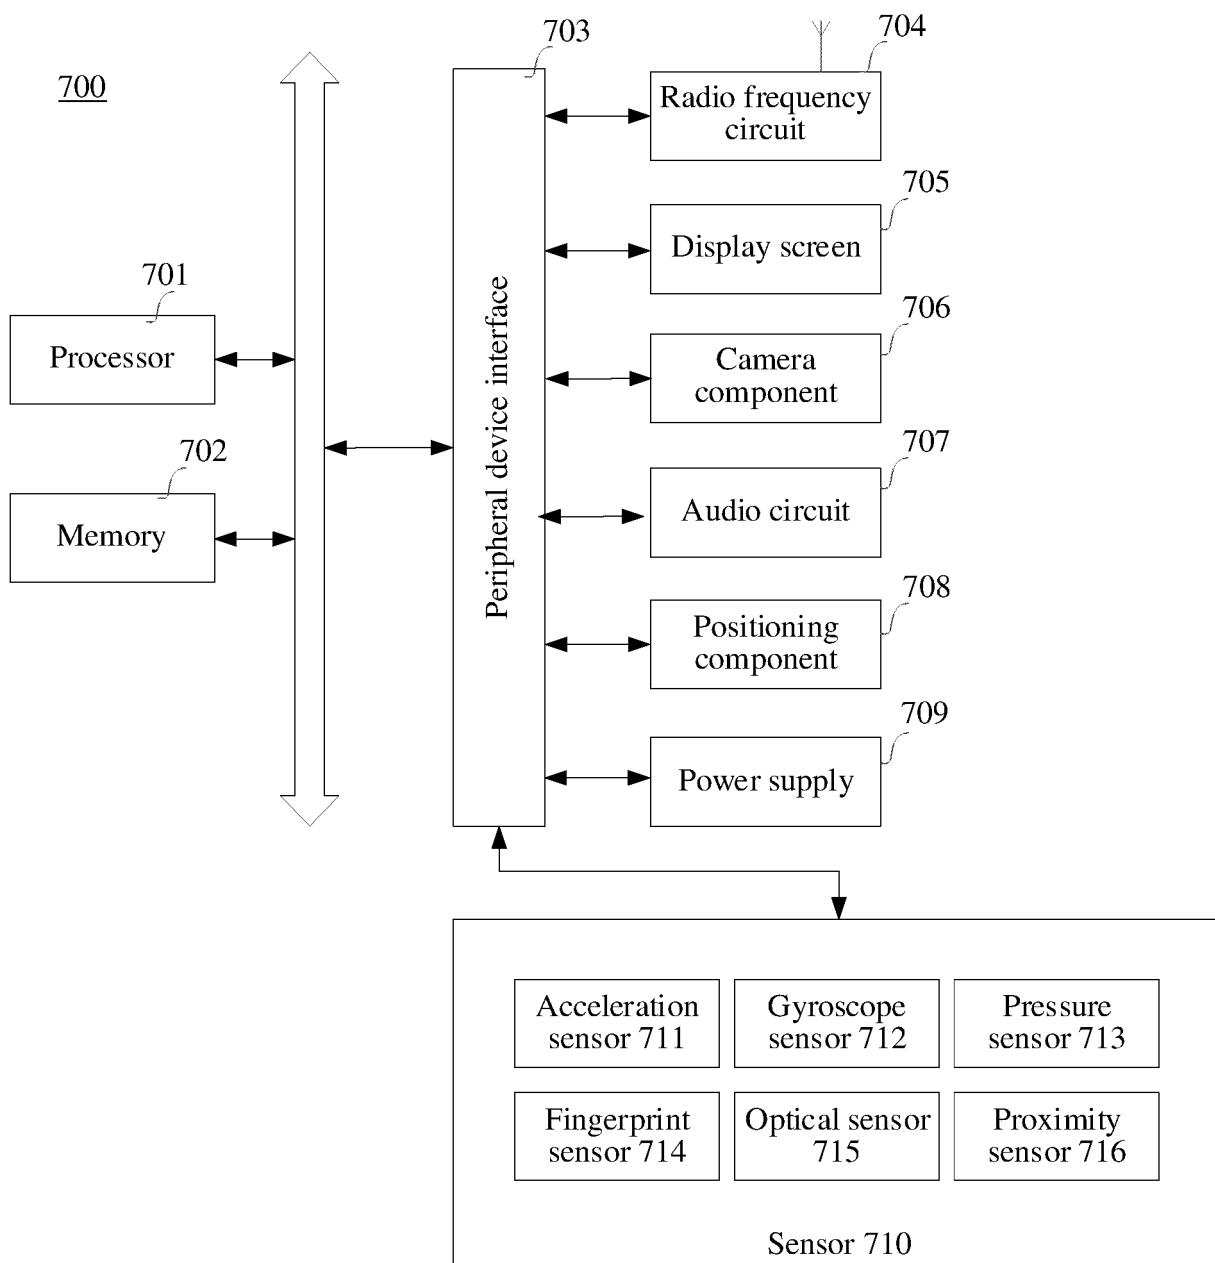 700
703
704
Radio frequency
circuit
705
Display screen
701
Processor
706
Camera
component
702
Memory
Peripheral device interface
707
Audio circuit
708
Positioning
component
709
Power supply
Acceleration
sensor 711
Gyroscope
sensor 712
Pressure
sensor 713
Fingerprint
sensor 714
Optical sensor
715
Proximity
sensor 716
Sensor 710